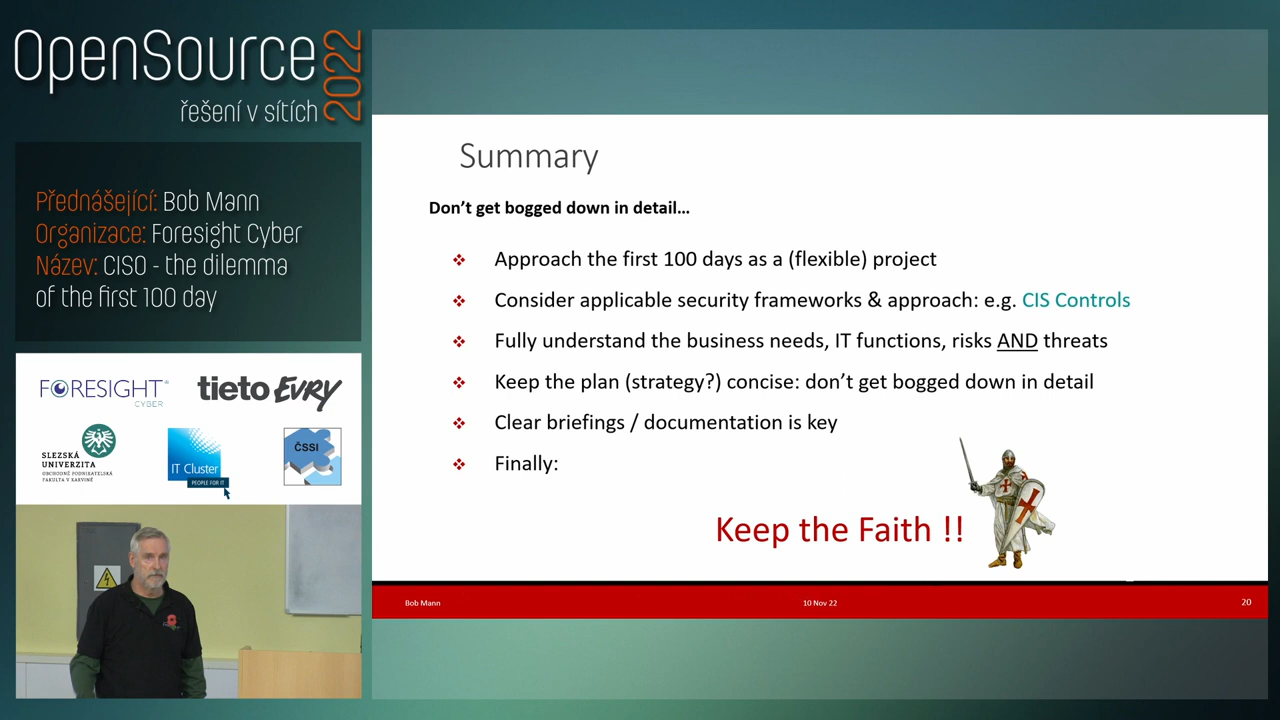 OpenSource
2022
řešení v sítích
Přednášející: Bob Mann
Organizace: Foresight Cyber
Název: CISO - the dilemma
of the first 100 day
FORESIGHT
CYBER
tieto Evry
SLEZSKÁ
UNIVERZITA
OBCHODNĚ PODNIKATELSKÁ
FAKULTA V KARVINÉ
IT Cluster
PEOPLE FOR IT
ČSSI
Summary
Don't get bogged down in detail...
❖ Approach the first 100 days as a (flexible) project
❖ Consider applicable security frameworks & approach: e.g. CIS Controls
❖ Fully understand the business needs, IT functions, risks AND threats
❖ Keep the plan (strategy?) concise: don't get bogged down in detail
❖ Clear briefings / documentation is key
❖ Finally:
Keep the Faith !!
Bob Mann
10 Nov 22
20